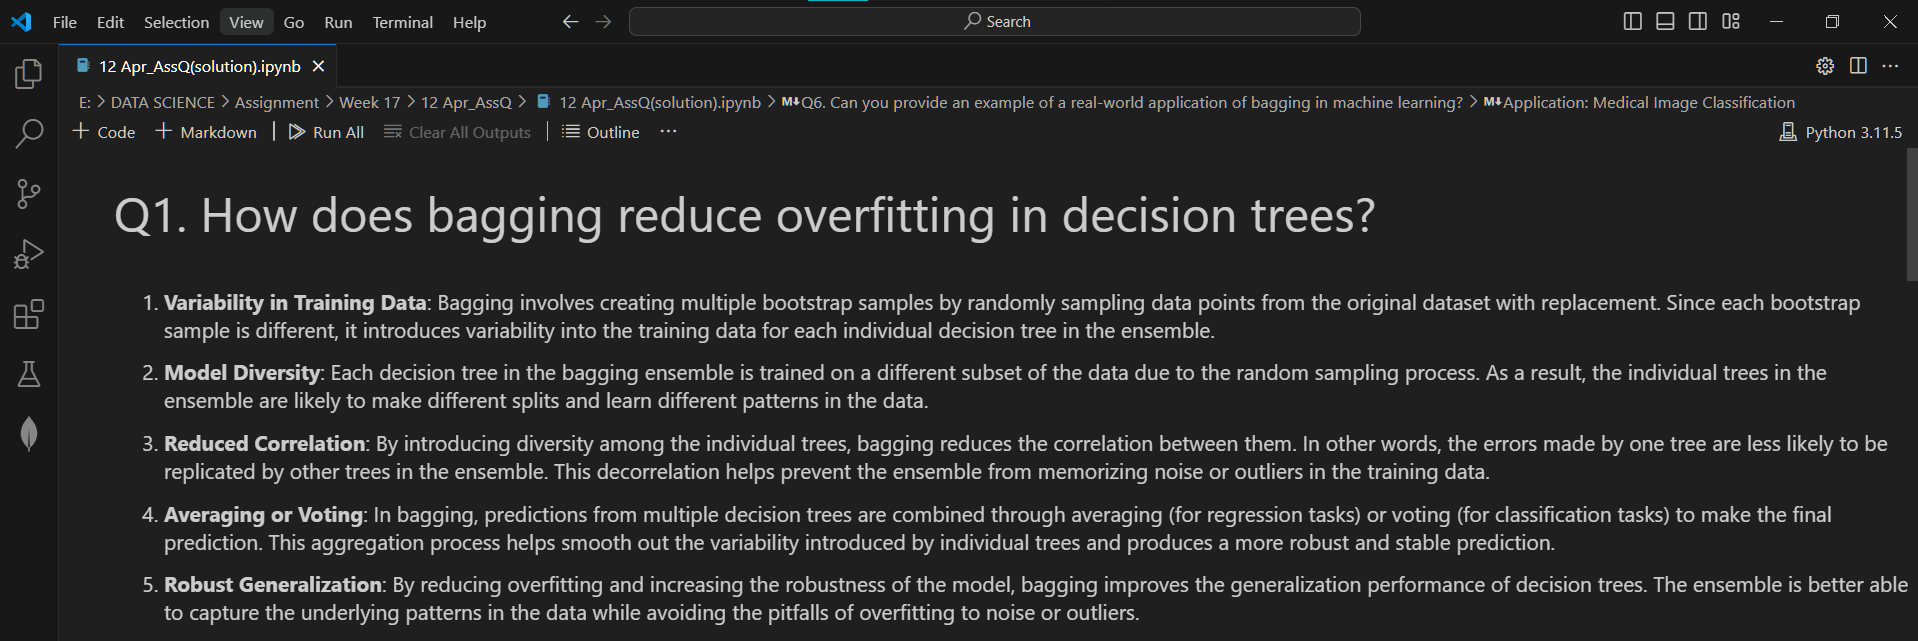 File Edit Selection View Go Run Terminal Help Search
12 Apr_AssQ(solution).ipynb
E: > DATA SCIENCE > Assignment > Week 17 > 12 Apr_AssQ > 12 Apr_AssQ(solution).ipynb > M↓Q6. Can you provide an example of a real-world application of bagging in machine learning? > M↓Application: Medical Image Classification
+ Code + Markdown | Run All Clear All Outputs | Outline ··· Python 3.11.5
Q1. How does bagging reduce overfitting in decision trees?
1. Variability in Training Data: Bagging involves creating multiple bootstrap samples by randomly sampling data points from the original dataset with replacement. Since each bootstrap
sample is different, it introduces variability into the training data for each individual decision tree in the ensemble.
2. Model Diversity: Each decision tree in the bagging ensemble is trained on a different subset of the data due to the random sampling process. As a result, the individual trees in the
ensemble are likely to make different splits and learn different patterns in the data.
3. Reduced Correlation: By introducing diversity among the individual trees, bagging reduces the correlation between them. In other words, the errors made by one tree are less likely to be
replicated by other trees in the ensemble. This decorrelation helps prevent the ensemble from memorizing noise or outliers in the training data.
4. Averaging or Voting: In bagging, predictions from multiple decision trees are combined through averaging (for regression tasks) or voting (for classification tasks) to make the final
prediction. This aggregation process helps smooth out the variability introduced by individual trees and produces a more robust and stable prediction.
5. Robust Generalization: By reducing overfitting and increasing the robustness of the model, bagging improves the generalization performance of decision trees. The ensemble is better able
to capture the underlying patterns in the data while avoiding the pitfalls of overfitting to noise or outliers.